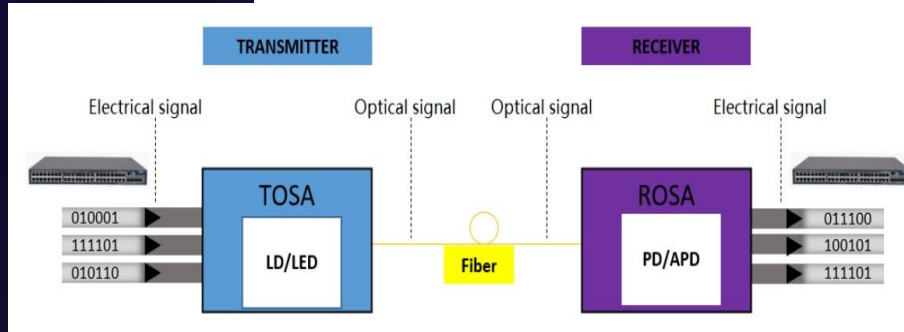 TRANSMITTER RECEIVER
Electrical signal Optical signal Optical signal Electrical signal
TOSA ROSA
010001 011100
111101 100101
010110 111101
LD/LED PD/APD
Fiber